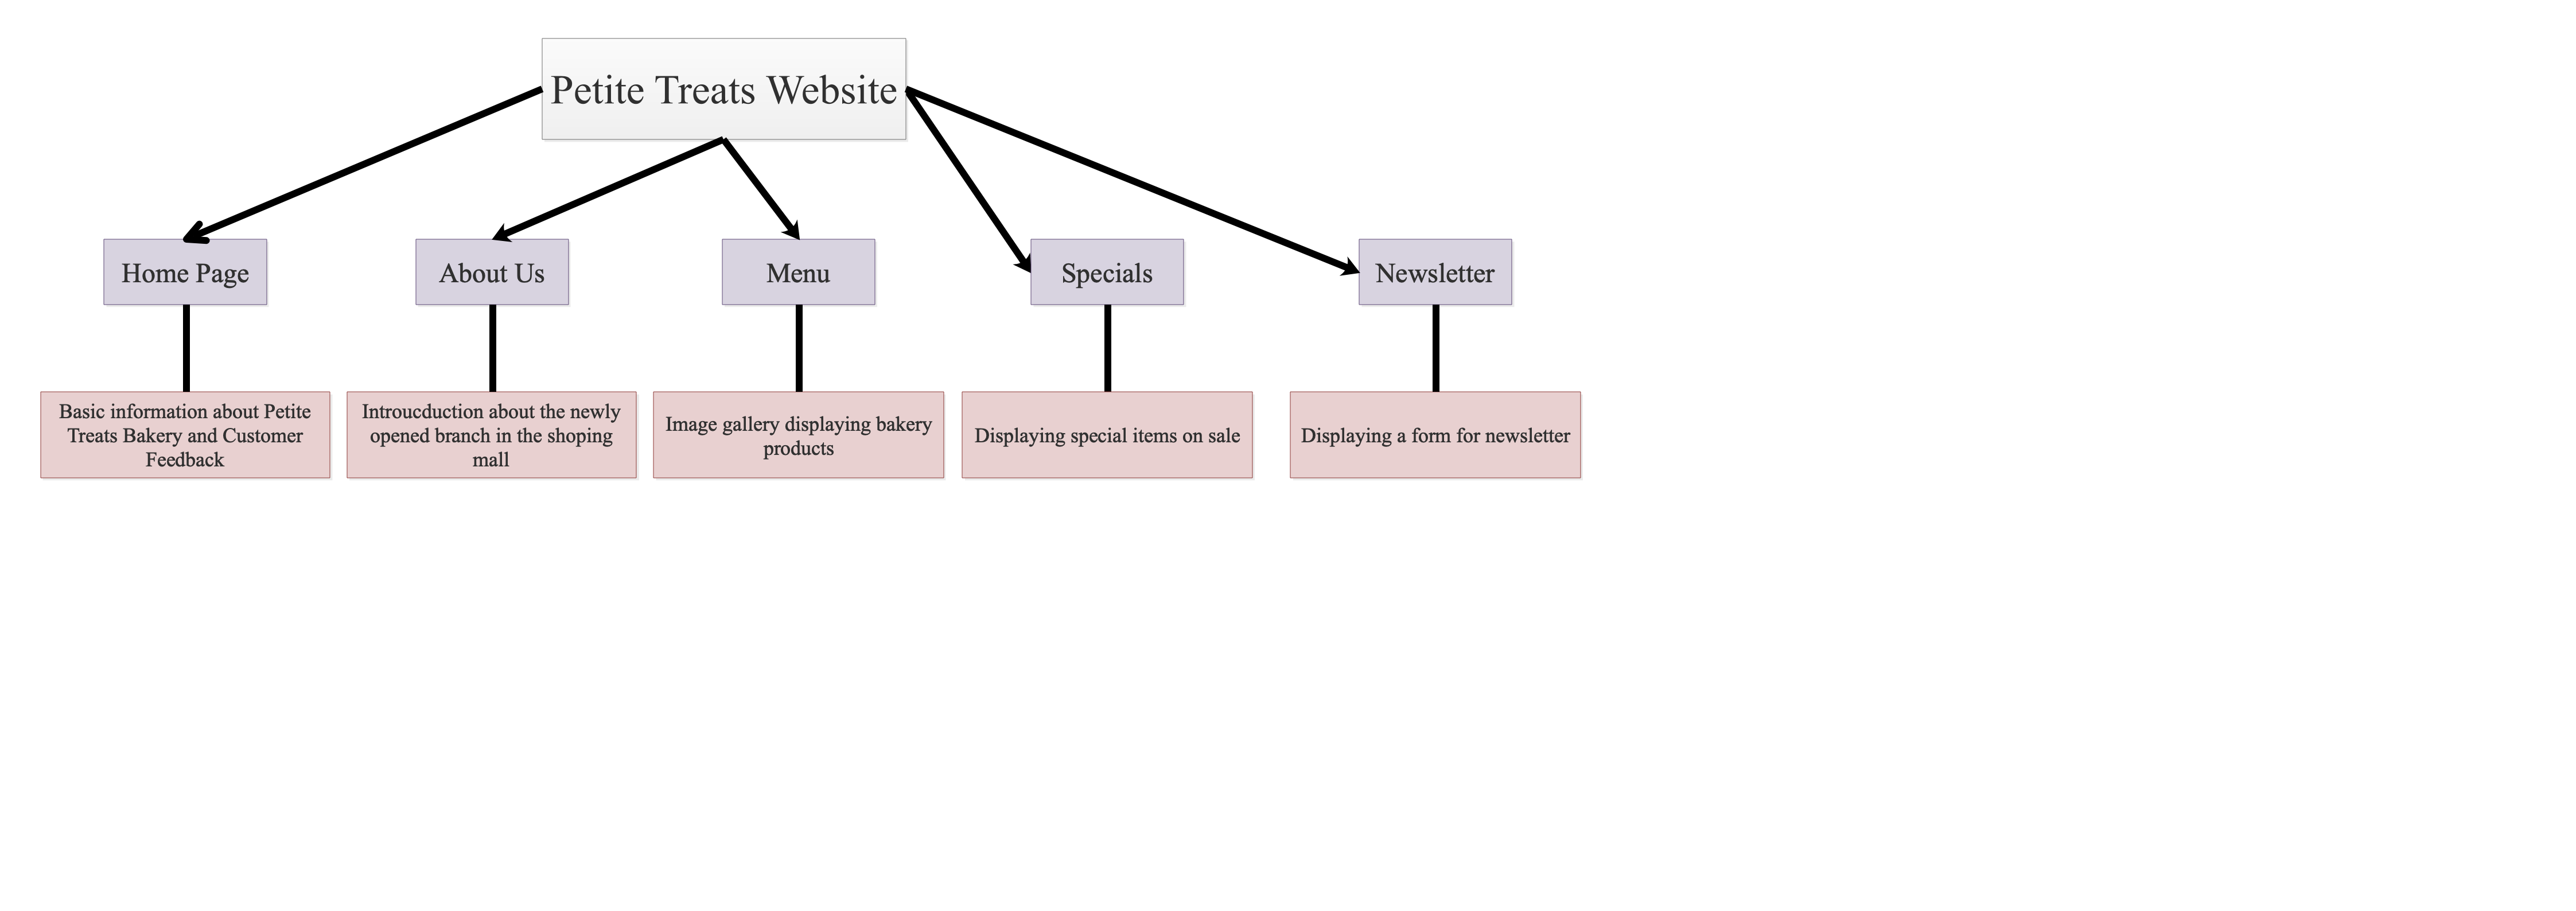 Petite Treats Website
Home Page
About Us
Menu
Specials
Newsletter
Basic information about Petite
Treats Bakery and Customer
Feedback
Introucduction about the newly
opened branch in the shoping
mall
Image gallery displaying bakery
products
Displaying special items on sale
Displaying a form for newsletter